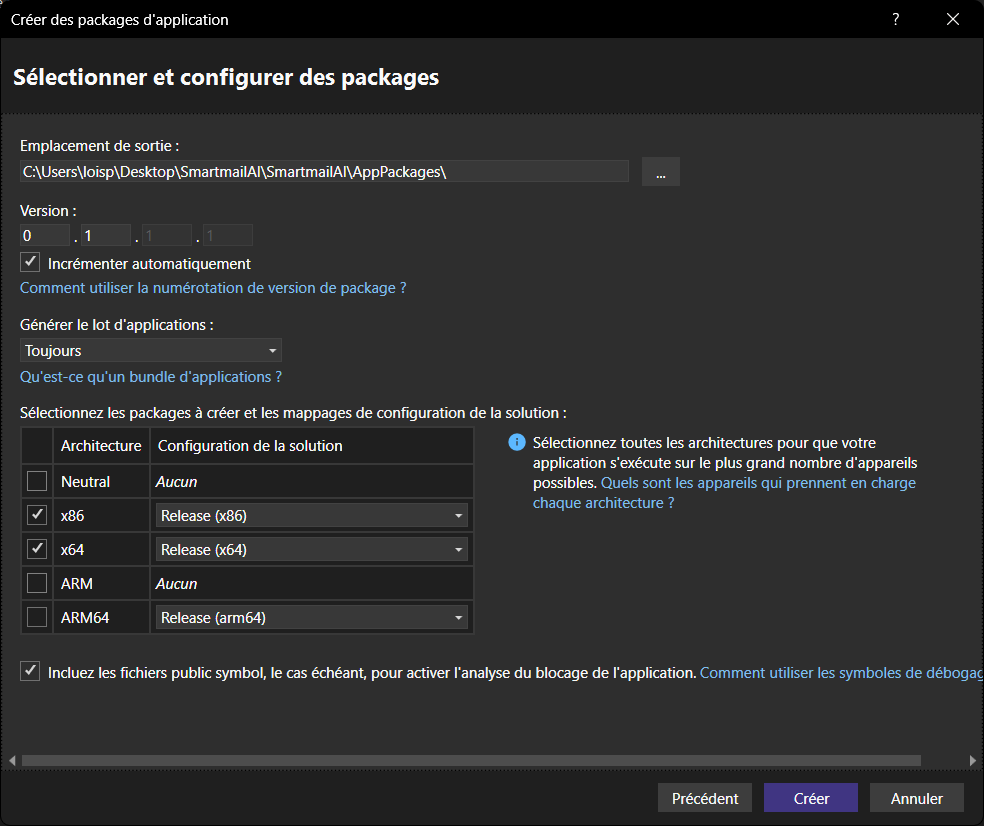 Créer des packages d'application
?
Sélectionner et configurer des packages
Emplacement de sortie :
C:\Users\loisp\Desktop\SmartmailAI\SmartmailAI\AppPackages\
...
Version :
0 . 1 . 1 . 1
Incrémenter automatiquement
Comment utiliser la numérotation de version de package ?
Générer le lot d'applications :
Toujours
Qu'est-ce qu'un bundle d'applications ?
Sélectionnez les packages à créer et les mappages de configuration de la solution :
Architecture Configuration de la solution
Neutral Aucun
x86 Release (x86)
x64 Release (x64)
ARM Aucun
ARM64 Release (arm64)
Sélectionnez toutes les architectures pour que votre
application s'exécute sur le plus grand nombre d'appareils
possibles. Quels sont les appareils qui prennent en charge
chaque architecture ?
Incluez les fichiers public symbol, le cas échéant, pour activer l'analyse du blocage de l'application. Comment utiliser les symboles de débogag
Précédent
Créer
Annuler